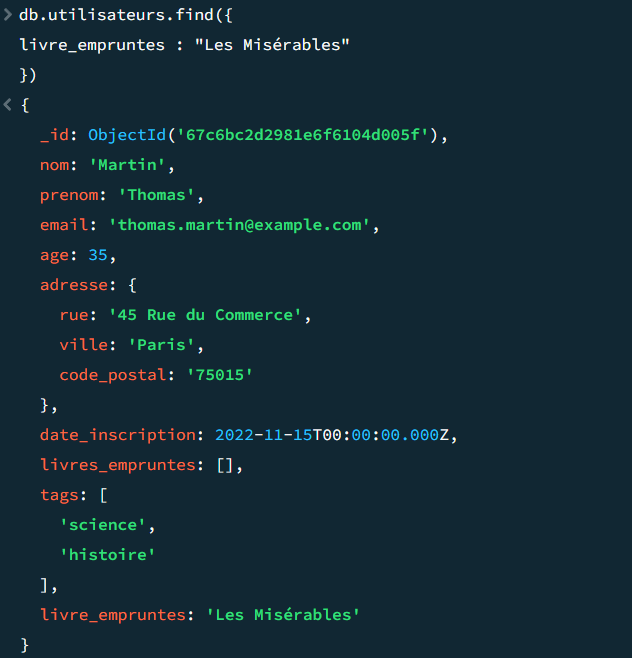 > db.utilisateurs.find({
livre_empruntes : "Les Misérables"
})
< {
_id: ObjectId('67c6bc2d2981e6f6104d005f'),
nom: 'Martin',
prenom: 'Thomas',
email: 'thomas.martin@example.com',
age: 35,
adresse: {
rue: '45 Rue du Commerce',
ville: 'Paris',
code_postal: '75015'
},
date_inscription: 2022-11-15T00:00:00.000Z,
livres_empruntes: [],
tags: [
'science',
'histoire'
],
livre_empruntes: 'Les Misérables'
}